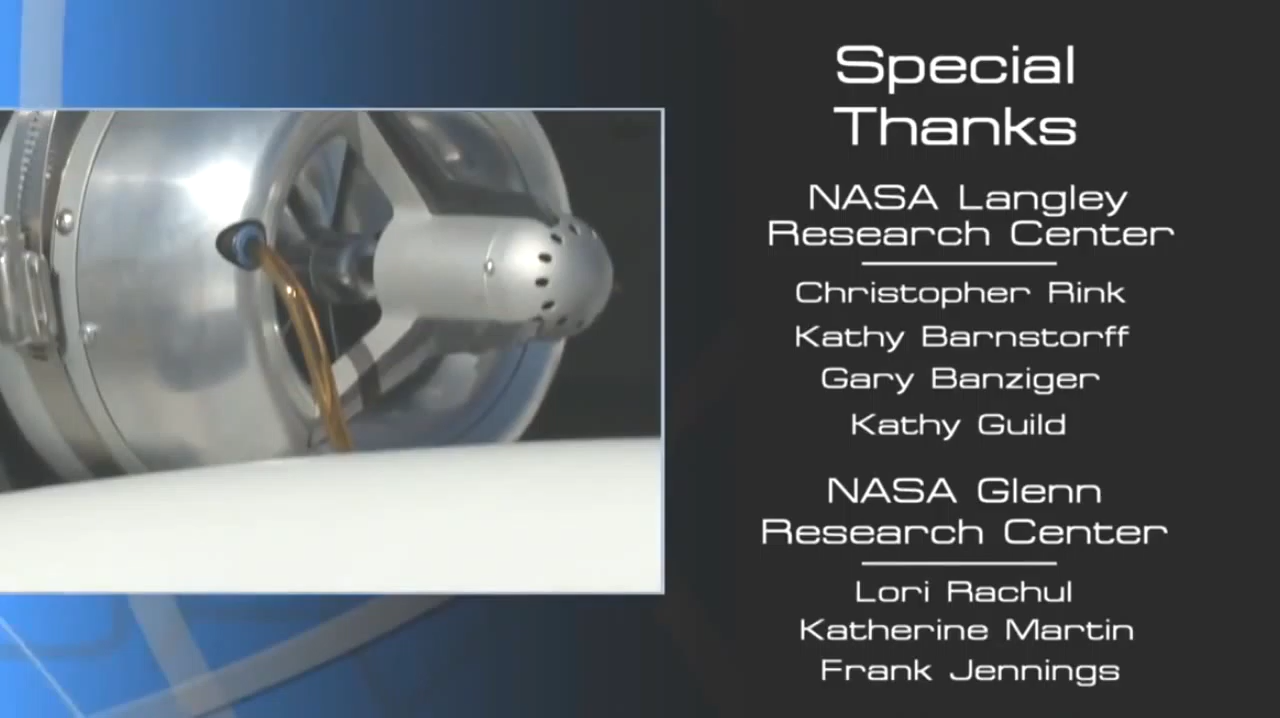 Special
Thanks
NASA Langley
Research Center
Christopher Rink
Kathy Barnstorff
Gary Banziger
Kathy Guild
NASA Glenn
Research Center
Lori Rachul
Katherine Martin
Frank Jennings